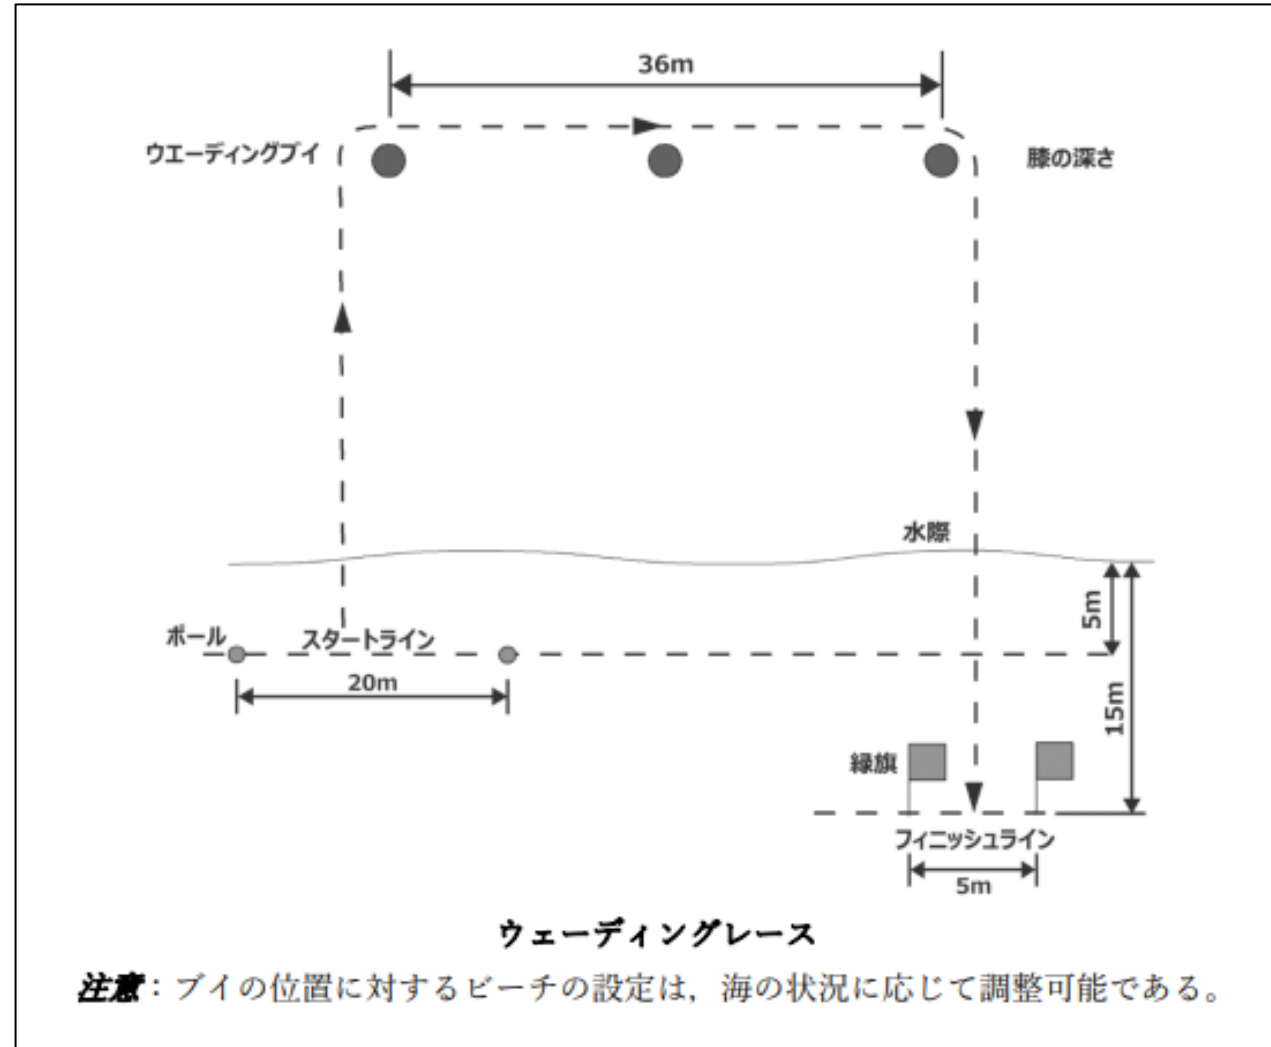 36m
ウエーディングブイ
膝の深さ
水際
5m
ポール
スタートライン
20m
15m
緑旗
フィニッシュライン
5m
ウェーディングレース
注意：ブイの位置に対するビーチの設定は，海の状況に応じて調整可能である。